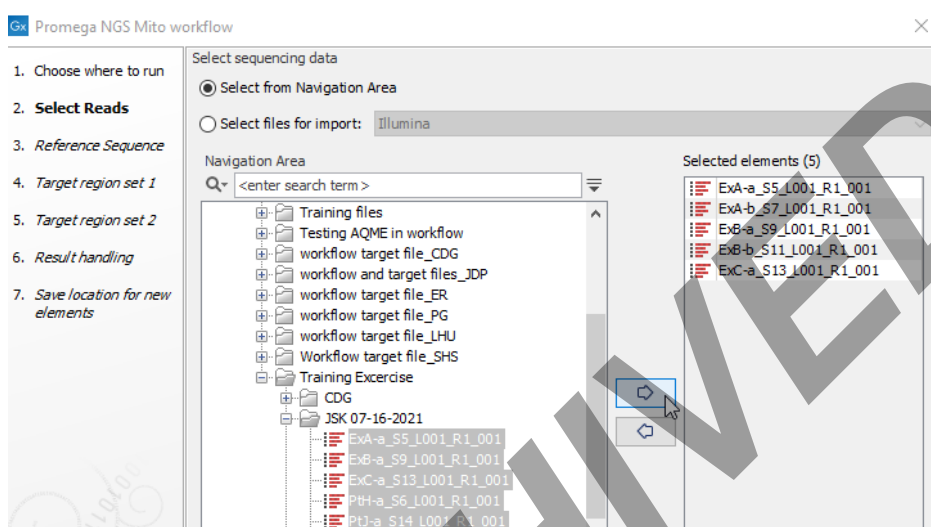 Gx Promega NGS Mito workflow
1. Choose where to run
2. Select Reads
3. Reference Sequence
4. Target region set 1
5. Target region set 2
6. Result handling
7. Save location for new
elements
Select sequencing data
Select from Navigation Area
Select files for import: Illumina
Navigation Area
<enter search term>
Training files
Testing AQME in workflow
workflow target file_CDG
workflow and target files_JDP
workflow target file_ER
workflow target file_PG
workflow target file_LHU
Workflow target file_SHS
Training Excercise
CDG
JSK 07-16-2021
ExA-a_S5_L001_R1_001
ExB-a_S9_L001_R1_001
ExC-a_S13_L001_R1_001
PtH-a_S6_L001_R1_001
PtJ-a_S14_L001_R1_001
Selected elements (5)
ExA-a_S5_L001_R1_001
ExA-b_S7_L001_R1_001
ExB-a_S9_L001_R1_001
ExB-b_S11_L001_R1_001
ExC-a_S13_L001_R1_001